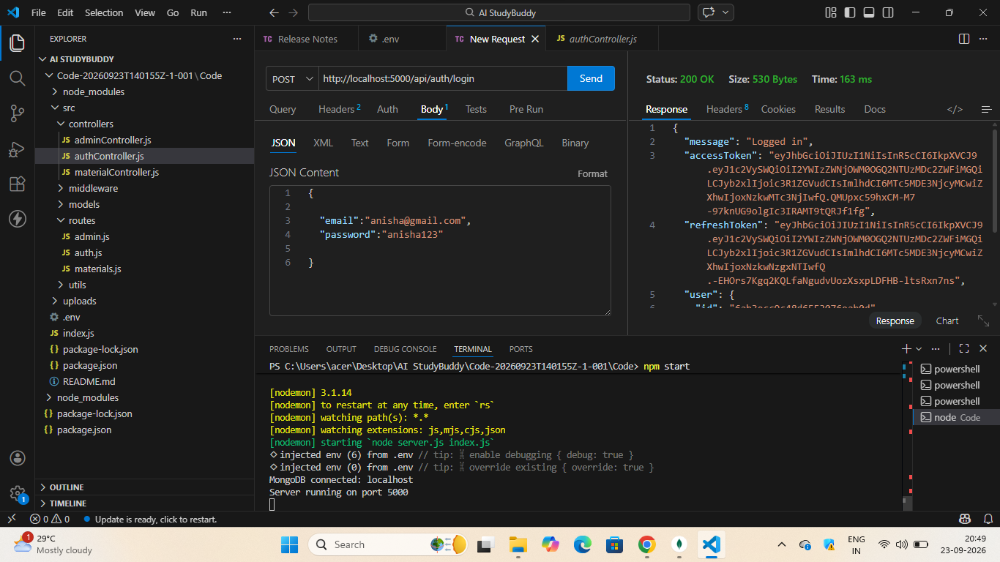 File Edit Selection View Go Run ···
AI StudyBuddy
EXPLORER
AI STUDYBUDDY
Code-20260923T140155Z-1-001\Code
node_modules
src
controllers
JS adminController.js
JS authController.js
JS materialController.js
middleware
models
routes
JS admin.js
JS auth.js
JS materials.js
utils
uploads
.env
JS index.js
{} package-lock.json
{} package.json
README.md
node_modules
{} package-lock.json
{} package.json
OUTLINE
TIMELINE
TC Release Notes
.env
TC New Request
JS authController.js
POST
http://localhost:5000/api/auth/login
Send
Query Headers 2 Auth Body 1 Tests Pre Run
JSON XML Text Form Form-encode GraphQL Binary
JSON Content
Format
1 {
2
3 "email":"anisha@gmail.com",
4 "password":"anisha123"
5
6 }
Status: 200 OK Size: 530 Bytes Time: 163 ms
Response Headers 8 Cookies Results Docs
1 {
2 "message": "Logged in",
3 "accessToken": "eyJhbGciOiJIUzI1NiIsInR5cCI6IkpXVCJ9
.eyJ1c2VySWQiOiI2YWIzZWNjOWM0OGQ2NTUzMDc2ZWFiMGQi
LCJyb2xlIjoic3R1ZGVudCIsImlhdCI6MTc5MDE3NjcyMCwiZ
XhwIjoxNzkwMTc3NjIwfQ.QMUpxc59hxCM-M7
-97knUG9olgIc3IRAMT9tQRJf1fg",
4 "refreshToken": "eyJhbGciOiJIUzI1NiIsInR5cCI6IkpXVCJ9
.eyJ1c2VySWQiOiI2YWIzZWNjOWM0OGQ2NTUzMDc2ZWFiMGQi
LCJyb2xlIjoic3R1ZGVudCIsImlhdCI6MTc5MDE3NjcyMCwiZ
XhwIjoxNzkwNzgxNTIwfQ
.-EHOrs7Kgq2KQLfaNgudvUozXsxpLDFHB-ltsRxn7ns",
5 "user": {
Response Chart
PROBLEMS OUTPUT DEBUG CONSOLE TERMINAL PORTS
PS C:\Users\acer\Desktop\AI StudyBuddy\Code-20260923T140155Z-1-001\Code> npm start
[nodemon] 3.1.14
[nodemon] to restart at any time, enter `rs`
[nodemon] watching path(s): *.*
[nodemon] watching extensions: js,mjs,cjs,json
[nodemon] starting `node server.js index.js`
◇ injected env (6) from .env // tip: enable debugging { debug: true }
◇ injected env (0) from .env // tip: override existing { override: true }
MongoDB connected: localhost
Server running on port 5000
powershell
powershell
powershell
node Code
1
0 0
Update is ready, click to restart.
1
29°C
Mostly cloudy
Search
ENG
IN
20:49
23-09-2026